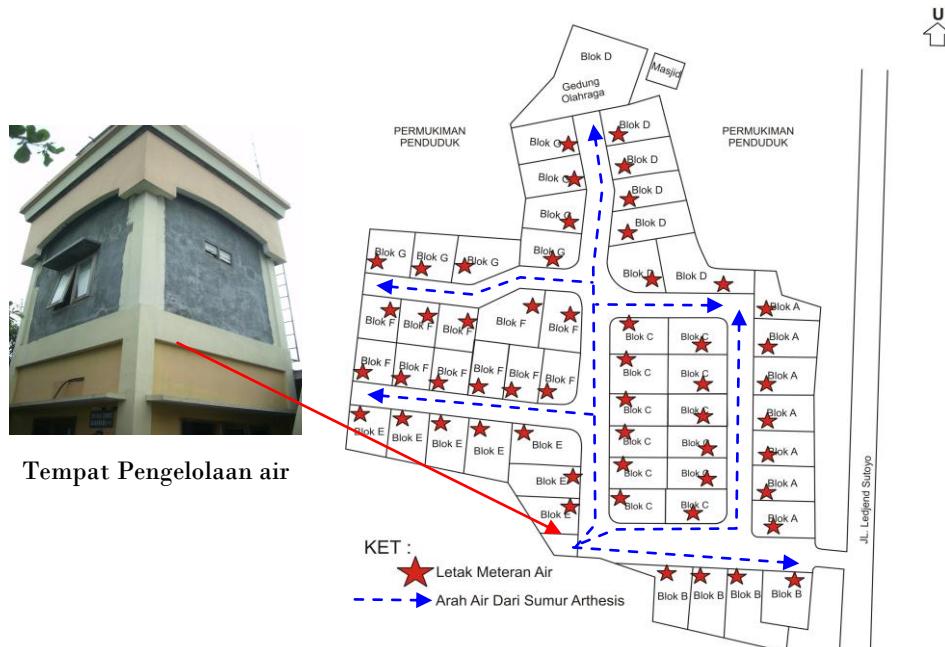 U
Blok D
Masjid
Gedung
Olahraga
PERMUKIMAN
PENDUDUK
PERMUKIMAN
PENDUDUK
Blok G
Blok D
Blok G
Blok D
Blok D
Blok G
Blok D
Blok G
Blok G
Blok G
Blok G
Blok D
Blok D
Blok A
Blok F
Blok F
Blok F
Blok F
Blok F
Blok C
Blok C
Blok A
Blok F
Blok F
Blok F
Blok F
Blok F
Blok F
Blok C
Blok C
Blok A
Blok C
Blok C
Blok A
Blok E
Blok E
Blok E
Blok E
Blok E
Blok C
Blok C
Blok A
Blok E
Blok C
Blok C
Blok A
Blok E
Blok C
Blok C
Blok A
JL. Ledjend Sutoyo
Blok B
Blok B
Blok B
Blok B
Tempat Pengelolaan air
KET :
Letak Meteran Air
Arah Air Dari Sumur Arthesis